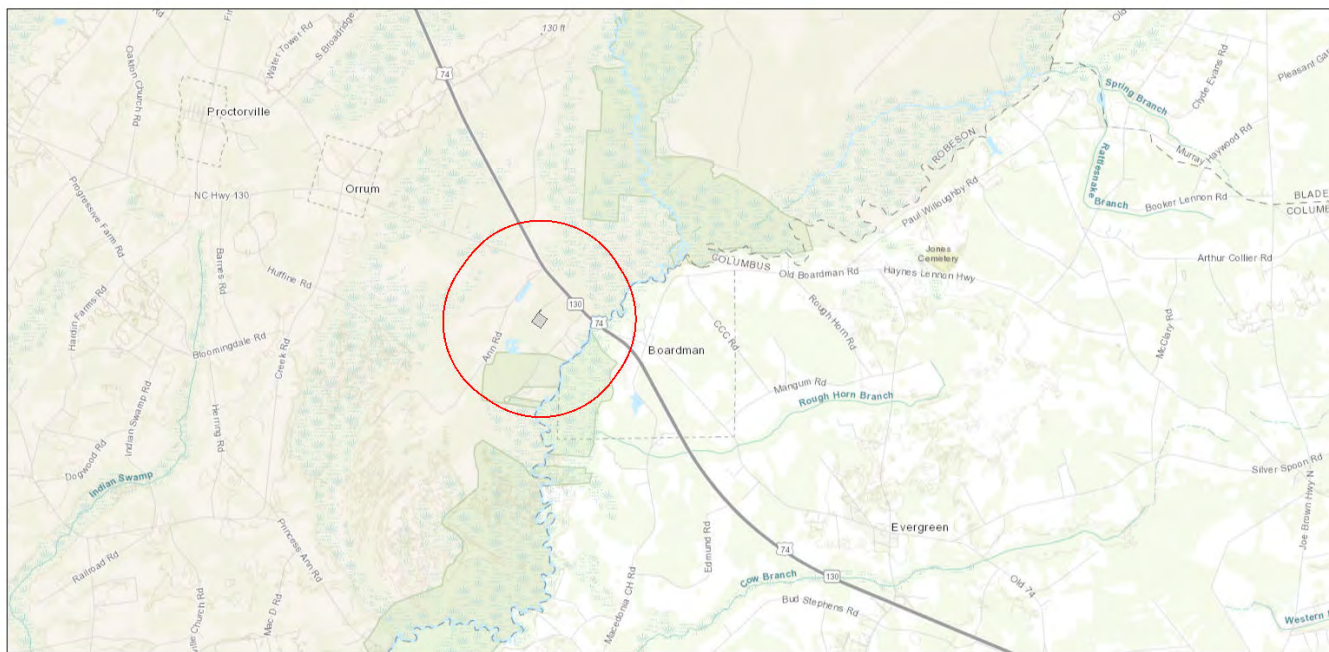 Old
130 ft
Water Tower Rd
S Broadridge
Oakton Church Rd
74
Clyde Evans Rd
Pleasant Ga
Spring Branch
Proctorville
Haywood Rd
ROBESON
Rattlesnake
Branch
Murray
Orrum
NC Hwy 130
Progressive Farm Rd
Paul Willoughby Rd
Booker Lennon Rd
BLADE
COLUM
Barnes Rd
Huffine Rd
Jones
Cemetery
COLUMBUS
Old Boardman Rd
Haynes Lennon Hwy
Arthur Collier Rd
Hardin Farms Rd
130
Rough Horn Rd
CCC Rd
74
McClary Rd
Bloomingdale Rd
Creek Rd
Ann Rd
Boardman
Mangum Rd
Rough Horn Branch
Indian Swamp Rd
Herring Rd
Dogwood Rd
Silver Spoon Rd
Indian Swamp
Joe Brown Hwy N
Evergreen
Princess Ann Rd
Edmund Rd
74
Railroad Rd
Cow Branch
130
Old 74
Macedonia CH Rd
Bud Stephens Rd
Mac D Rd
lle Church Rd
Western